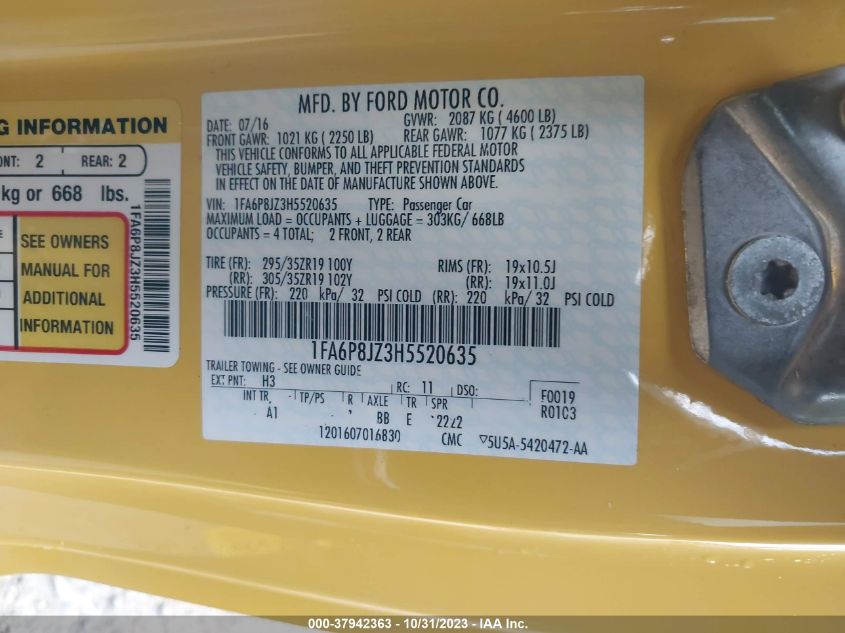 G INFORMATION
NT: 2 REAR: 2
kg or 668 lbs.
SEE OWNERS
MANUAL FOR
ADDITIONAL
INFORMATION
1FA6P8JZ3H5520635
MFD. BY FORD MOTOR CO.
DATE: 07/16 GVWR: 2087 KG ( 4600 LB)
FRONT GAWR: 1021 KG ( 2250 LB) REAR GAWR: 1077 KG ( 2375 LB)
THIS VEHICLE CONFORMS TO ALL APPLICABLE FEDERAL MOTOR
VEHICLE SAFETY, BUMPER, AND THEFT PREVENTION STANDARDS
IN EFFECT ON THE DATE OF MANUFACTURE SHOWN ABOVE.
VIN: 1FA6P8JZ3H5520635 TYPE: Passenger Car
MAXIMUM LOAD = OCCUPANTS + LUGGAGE = 303KG/ 668LB
OCCUPANTS = 4 TOTAL; 2 FRONT, 2 REAR
TIRE (FR): 295/35ZR19 100Y RIMS (FR): 19x10.5J
(RR): 305/35ZR19 102Y (RR): 19x11.0J
PRESSURE (FR): 220 kPa/ 32 PSI COLD (RR): 220 kPa/ 32 PSI COLD
1FA6P8JZ3H5520635
TRAILER TOWING - SEE OWNER GUIDE
EXT PNT: H3 RC: 11 DSO: F0019
INT TR, TP/PS R AXLE TR SPR R01C3
A1 BB E 2222
1201607016830 CMC ▽5U5A-5420472-AA
000-37942363 - 10/31/2023 - IAA Inc.